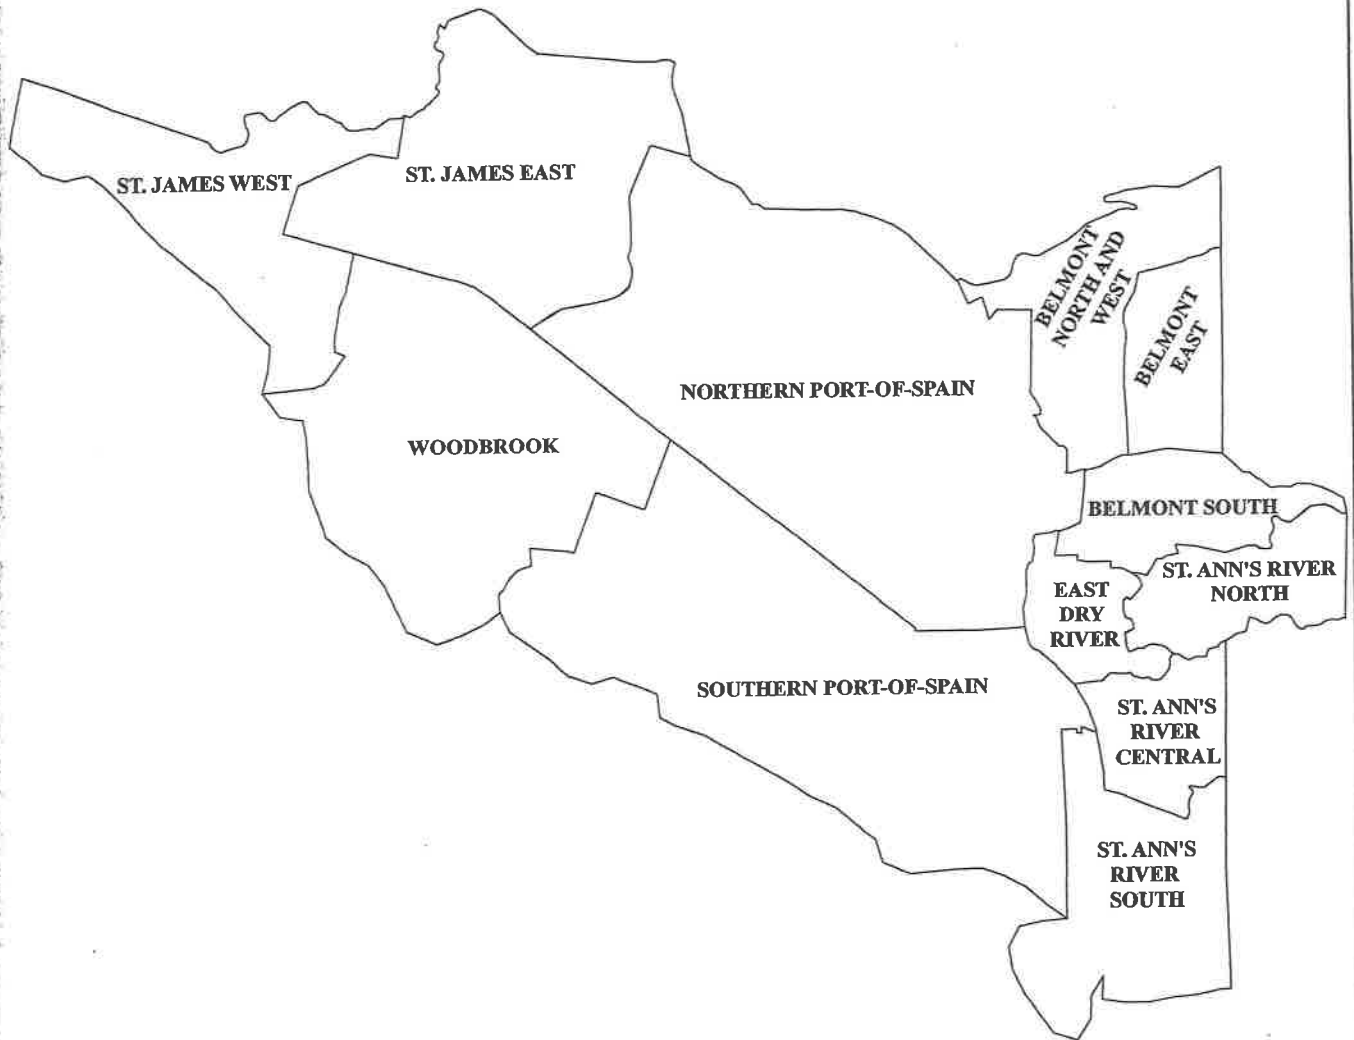 ST. JAMES WEST
ST. JAMES EAST
BELMONT
NORTH AND
WEST
BELMONT
EAST
NORTHERN PORT-OF-SPAIN
WOODBROOK
BELMONT SOUTH
ST. ANN'S RIVER
NORTH
EAST
DRY
RIVER
SOUTHERN PORT-OF-SPAIN
ST. ANN'S
RIVER
CENTRAL
ST. ANN'S
RIVER
SOUTH